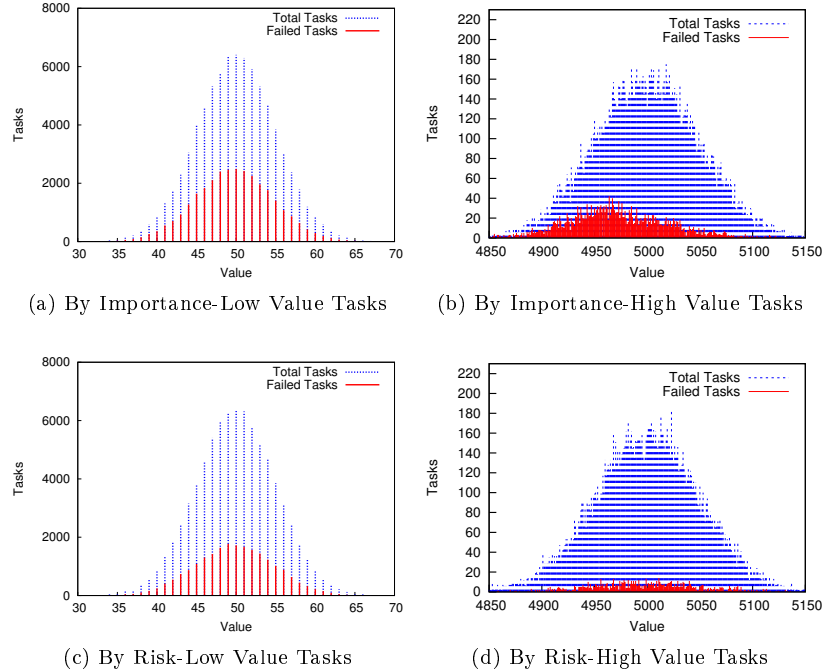 8000
6000
4000
2000
0
30 35 40 45 50 55 60 65 70
Tasks
Value
Total Tasks
Failed Tasks
(a) By Importance-Low Value Tasks
220
200
180
160
140
120
100
80
60
40
20
0
4850 4900 4950 5000 5050 5100 5150
Tasks
Value
Total Tasks
Failed Tasks
(b) By Importance-High Value Tasks
8000
6000
4000
2000
0
30 35 40 45 50 55 60 65 70
Tasks
Value
Total Tasks
Failed Tasks
(c) By Risk-Low Value Tasks
220
200
180
160
140
120
100
80
60
40
20
0
4850 4900 4950 5000 5050 5100 5150
Tasks
Value
Total Tasks
Failed Tasks
(d) By Risk-High Value Tasks